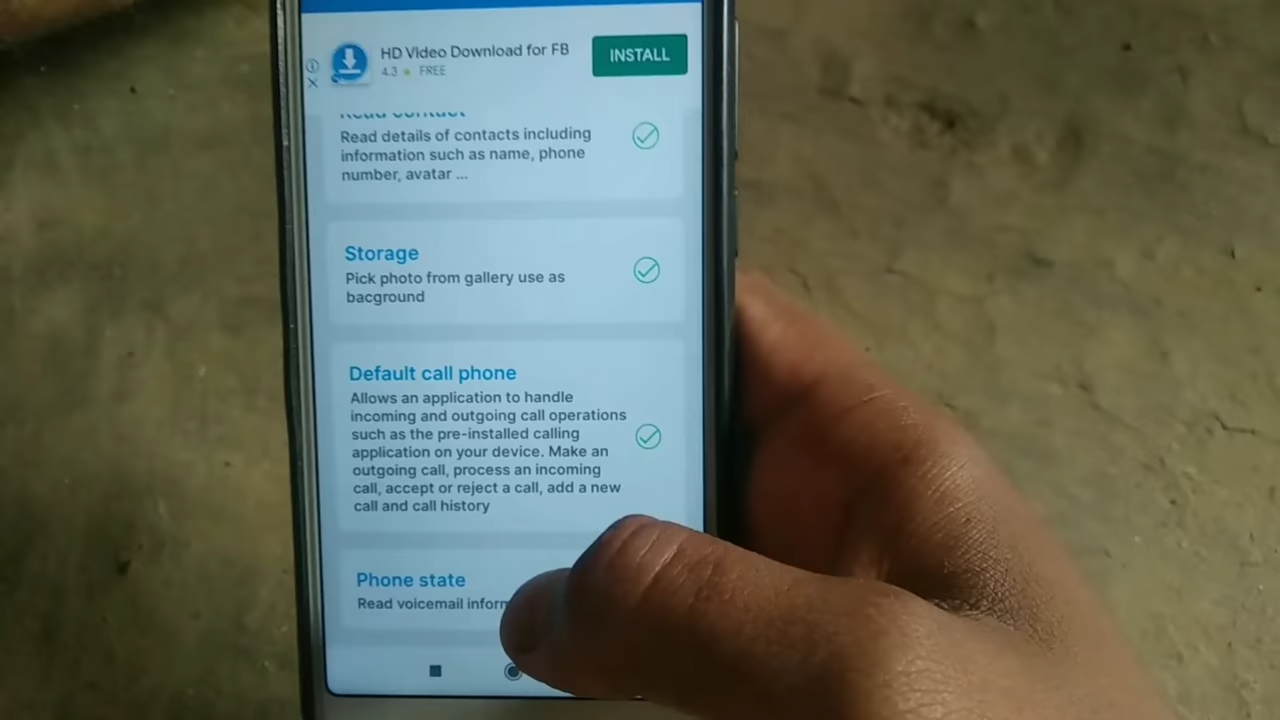 HD Video Download for FB
4.3 ★ FREE
INSTALL
Read contact
Read details of contacts including
information such as name, phone
number, avatar ...
Storage
Pick photo from gallery use as
bacground
Default call phone
Allows an application to handle
incoming and outgoing call operations
such as the pre-installed calling
application on your device. Make an
outgoing call, process an incoming
call, accept or reject a call, add a new
call and call history
Phone state
Read voicemail